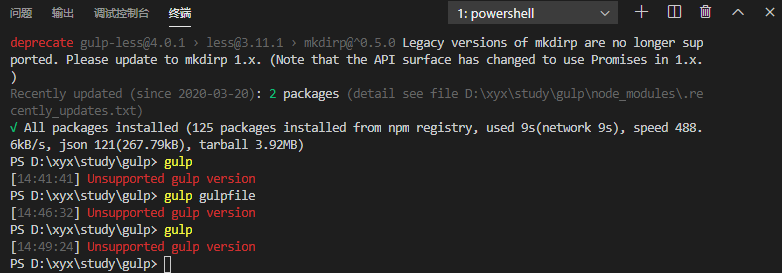 问题 输出 调试控制台 终端 1: powershell
deprecate gulp-less@4.0.1 › less@3.11.1 › mkdirp@^0.5.0 Legacy versions of mkdirp are no longer sup
ported. Please update to mkdirp 1.x. (Note that the API surface has changed to use Promises in 1.x.
)
Recently updated (since 2020-03-20): 2 packages (detail see file D:\xyx\study\gulp\node_modules\.re
cently_updates.txt)
√ All packages installed (125 packages installed from npm registry, used 9s(network 9s), speed 488.
6kB/s, json 121(267.79kB), tarball 3.92MB)
PS D:\xyx\study\gulp> gulp
[14:41:41] Unsupported gulp version
PS D:\xyx\study\gulp> gulp gulpfile
[14:46:32] Unsupported gulp version
PS D:\xyx\study\gulp> gulp
[14:49:24] Unsupported gulp version
PS D:\xyx\study\gulp>